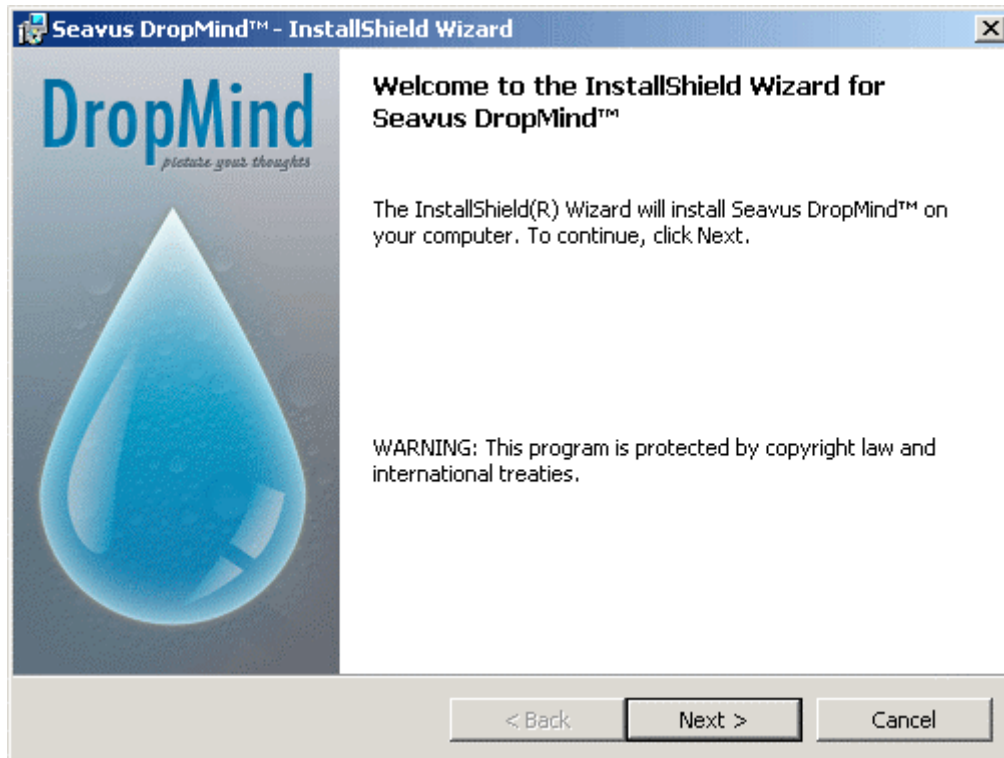 Seavus DropMind™ - InstallShield Wizard
DropMind
picture your thoughts
Welcome to the InstallShield Wizard for
Seavus DropMind™
The InstallShield(R) Wizard will install Seavus DropMind™ on
your computer. To continue, click Next.
WARNING: This program is protected by copyright law and
international treaties.
< Back
Next >
Cancel